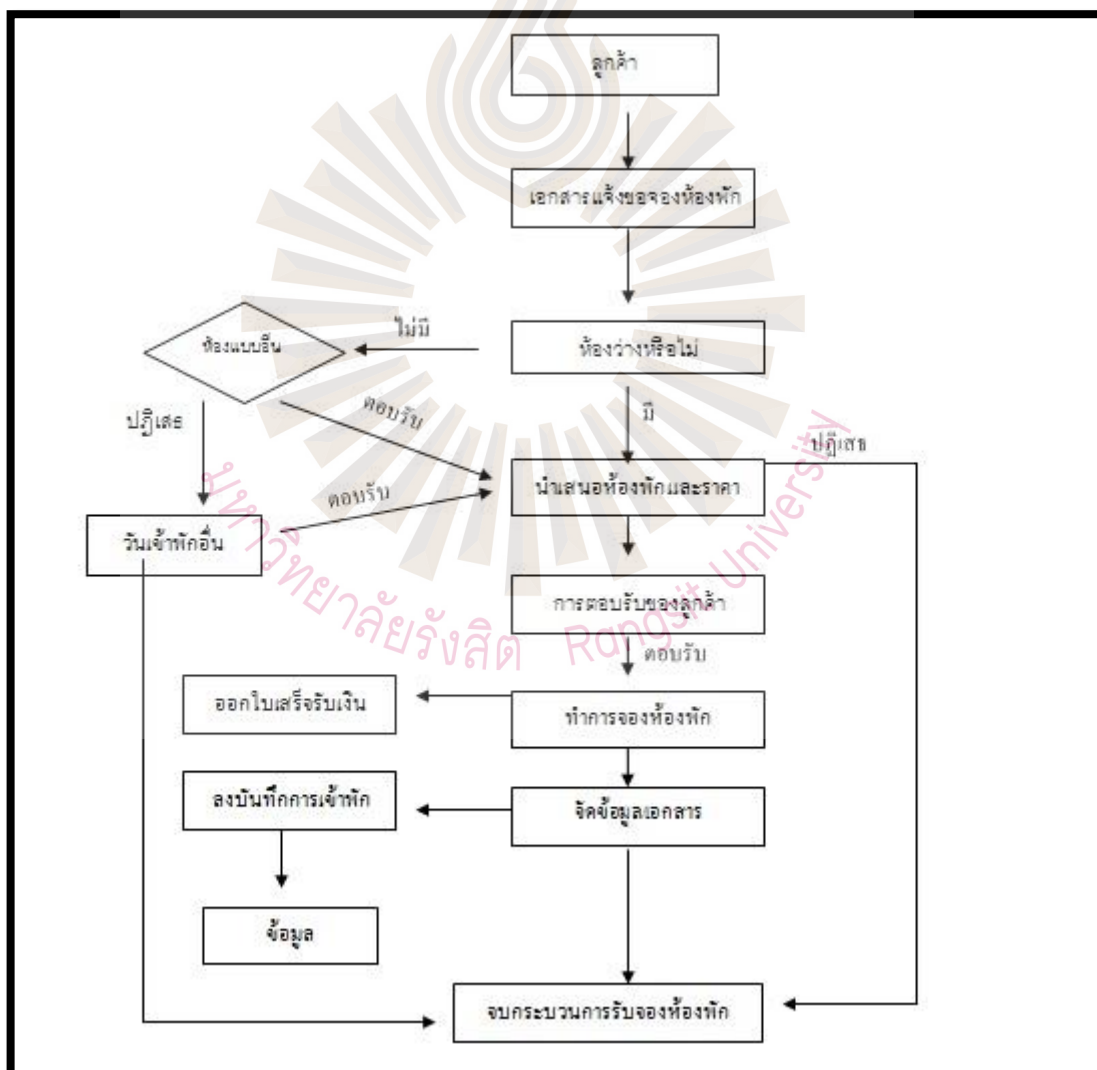 ลูกค้า
เอกสารแจ้งขอจองห้องพัก
ห้องว่างหรือไม่
ไม่มี
ห้องแบบอื่น
มี
ตอบรับ
ปฏิเสธ
ปฏิเสธ
นำเสนอห้องพักและราคา
ตอบรับ
วันเข้าพักอื่น
การตอบรับของลูกค้า
ตอบรับ
ออกใบเสร็จรับเงิน
ทำการจองห้องพัก
ลงบันทึกการเข้าพัก
จัดข้อมูลเอกสาร
ข้อมูล
จบกระบวนการรับจองห้องพัก
มหาวิทยาลัยรังสิต Rangsit University